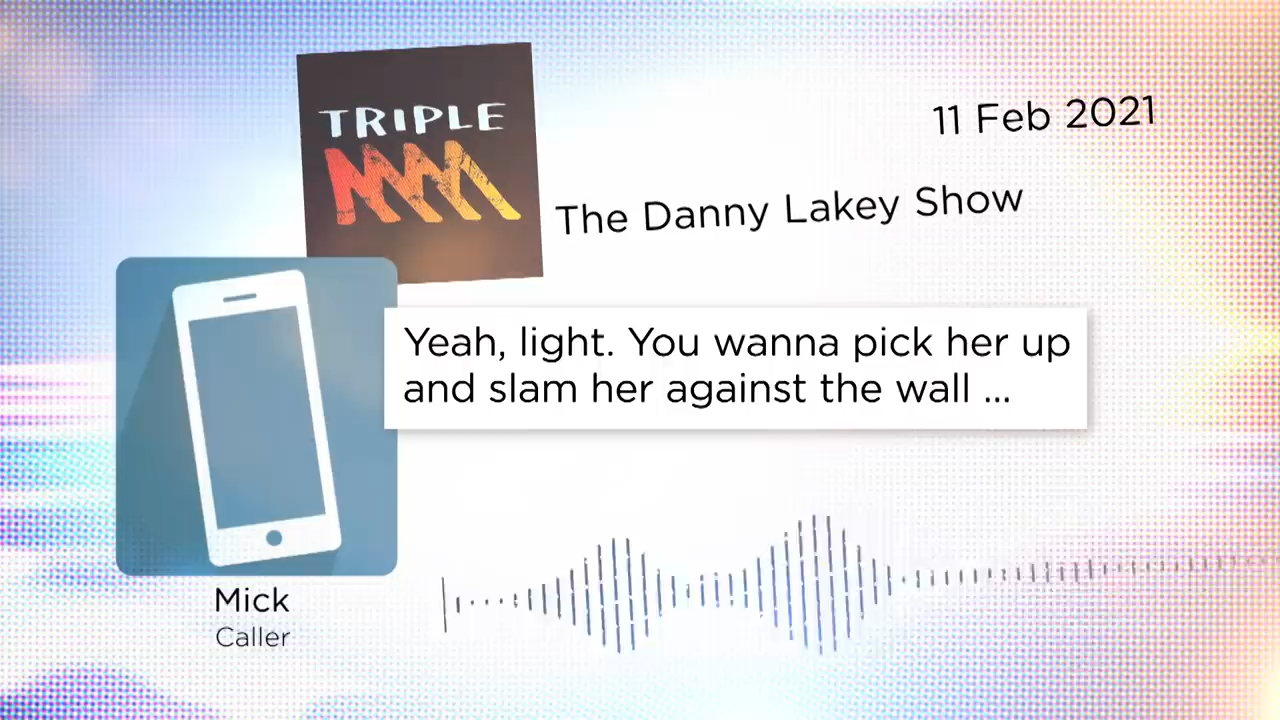 TRIPLE
MMM
11 Feb 2021
The Danny Lakey Show
Yeah, light. You wanna pick her up
and slam her against the wall ...
Mick
Caller